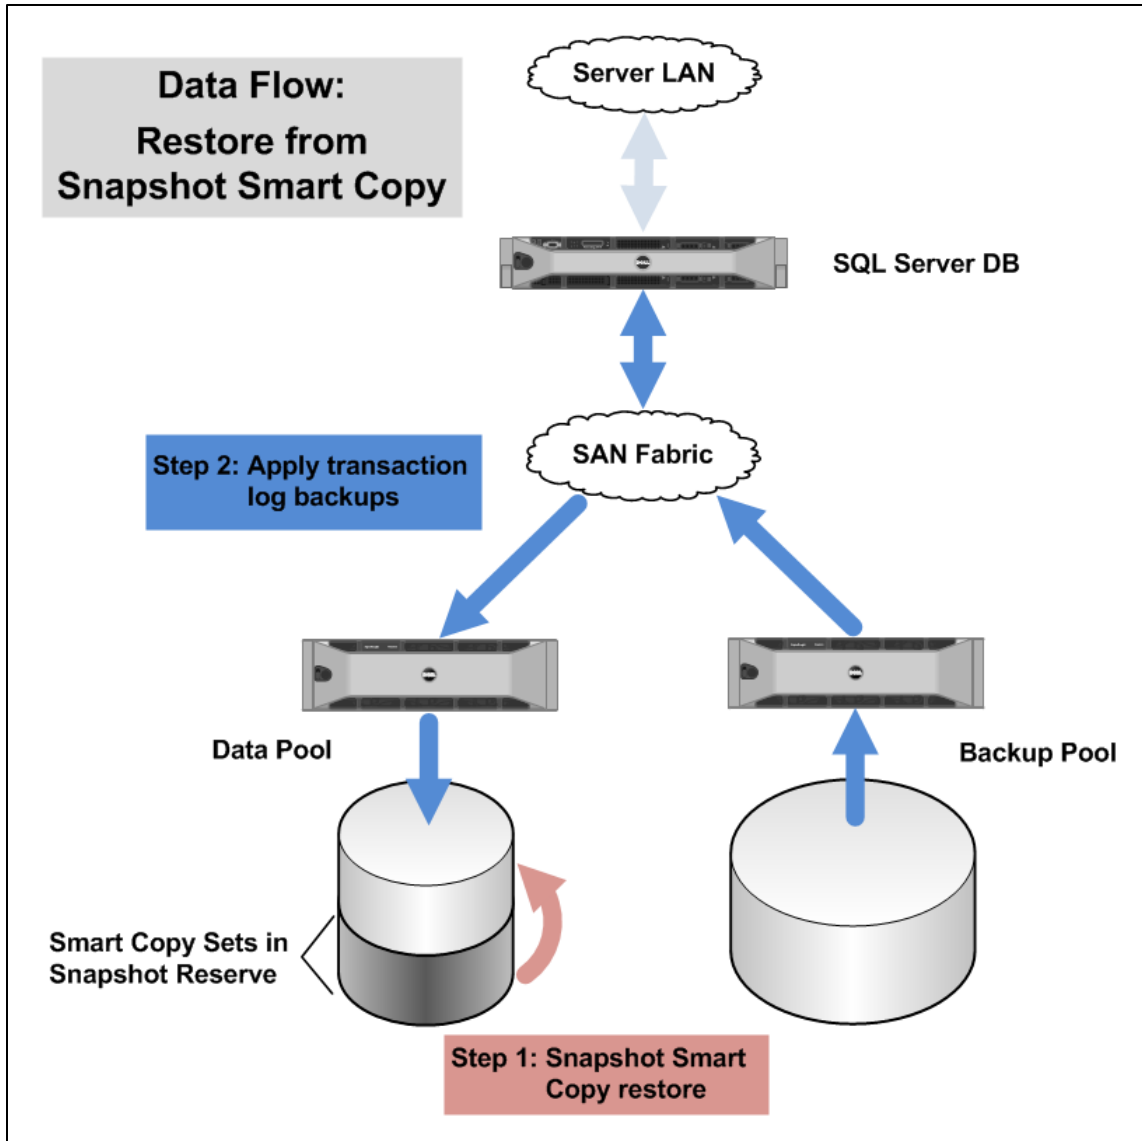 Data Flow:
Restore from
Snapshot Smart Copy
Server LAN
SQL Server DB
SAN Fabric
Step 2: Apply transaction
log backups
Data Pool
Backup Pool
Smart Copy Sets in
Snapshot Reserve
Step 1: Snapshot Smart
Copy restore